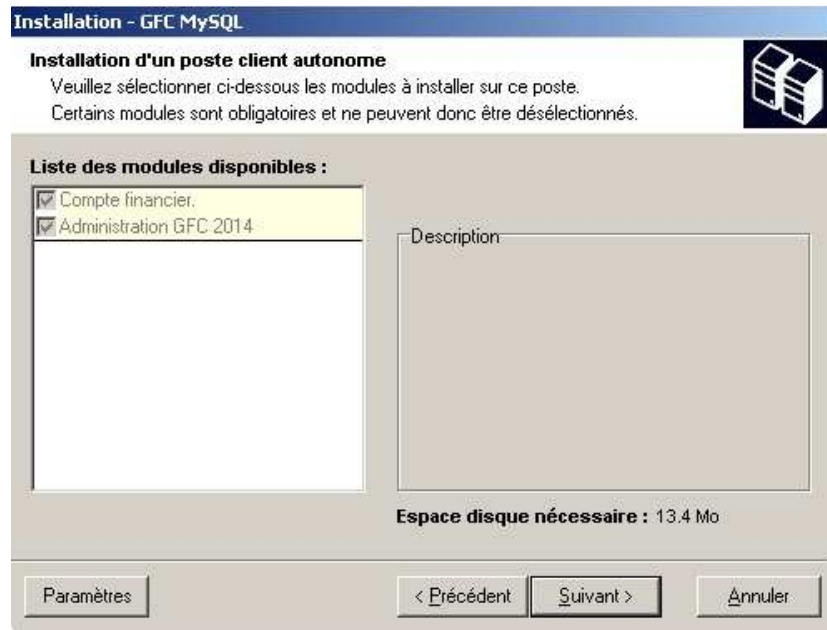 Installation - GFC MySQL
Installation d'un poste client autonome
Veuillez sélectionner ci-dessous les modules à installer sur ce poste.
Certains modules sont obligatoires et ne peuvent donc être désélectionnés.
Liste des modules disponibles :
Compte financier.
Administration GFC 2014
Description
Espace disque nécessaire : 13.4 Mo
Paramètres
< Précédent
Suivant >
Annuler